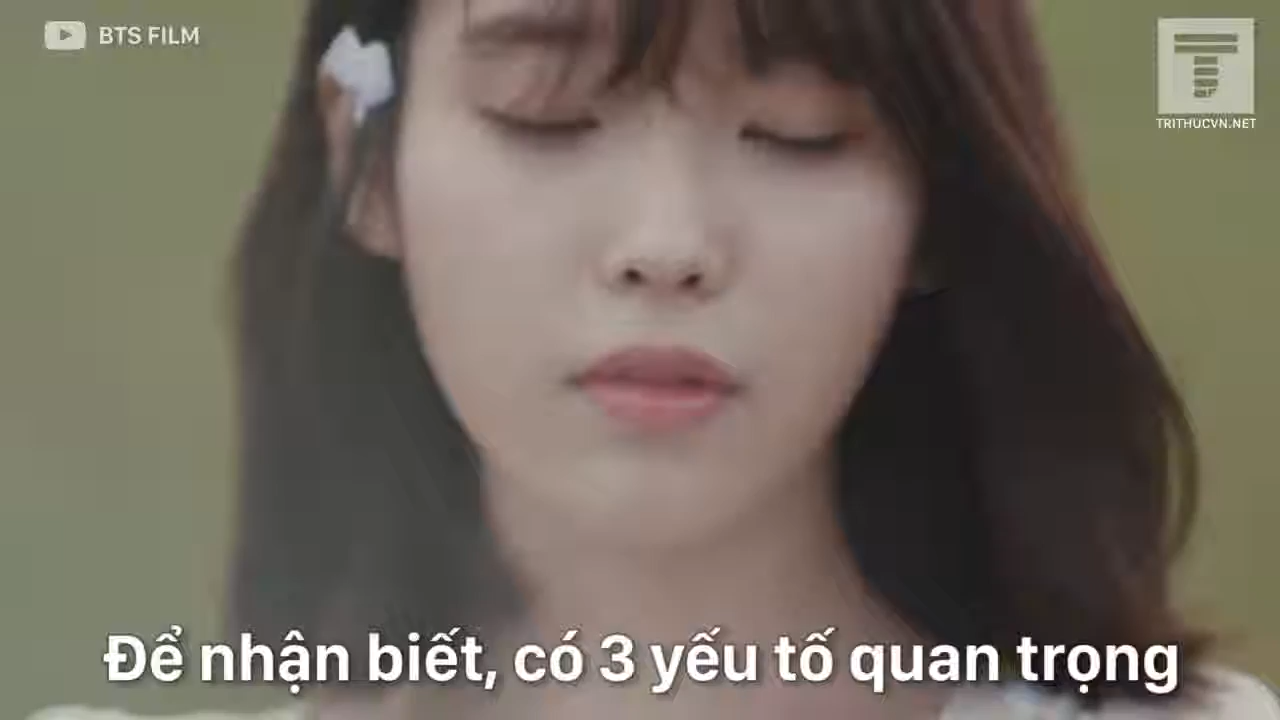 BTS FILM
TRITHUCVN.NET
Để nhận biết, có 3 yếu tố quan trọng